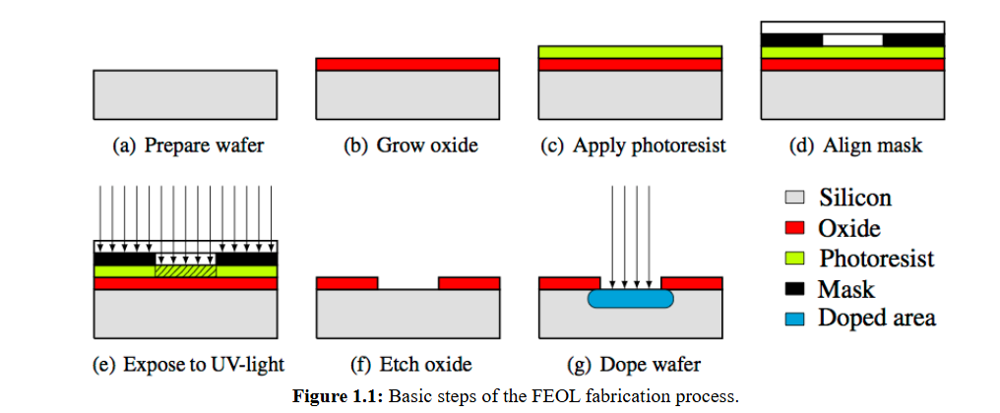 (a) Prepare wafer
(b) Grow oxide
(c) Apply photoresist
(d) Align mask
(e) Expose to UV-light
(f) Etch oxide
(g) Dope wafer
Silicon
Oxide
Photoresist
Mask
Doped area
Figure 1.1: Basic steps of the FEOL fabrication process.